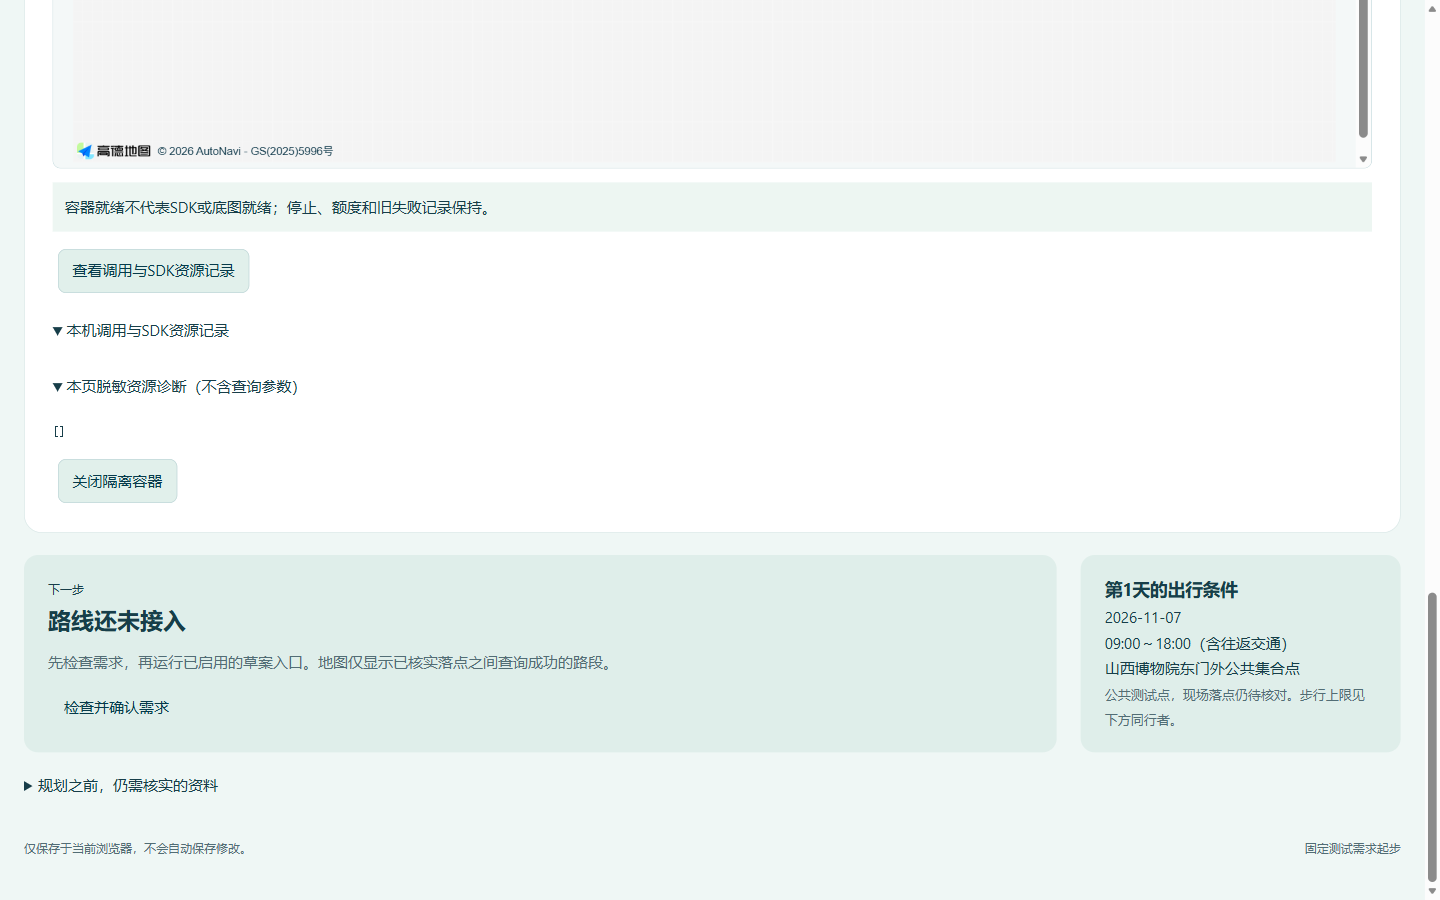 高德地图 © 2026 AutoNavi - GS(2025)5996号
容器就绪不代表SDK或底图就绪；停止、额度和旧失败记录保持。
查看调用与SDK资源记录
▼ 本机调用与SDK资源记录
▼ 本页脱敏资源诊断（不含查询参数）
[]
关闭隔离容器
下一步
路线还未接入
先检查需求，再运行已启用的草案入口。地图仅显示已核实落点之间查询成功的路段。
检查并确认需求
第1天的出行条件
2026-11-07
09:00～18:00（含往返交通）
山西博物院东门外公共集合点
公共测试点，现场落点仍待核对。步行上限见
下方同行者。
▶ 规划之前，仍需核实的资料
仅保存于当前浏览器，不会自动保存修改。
固定测试需求起步